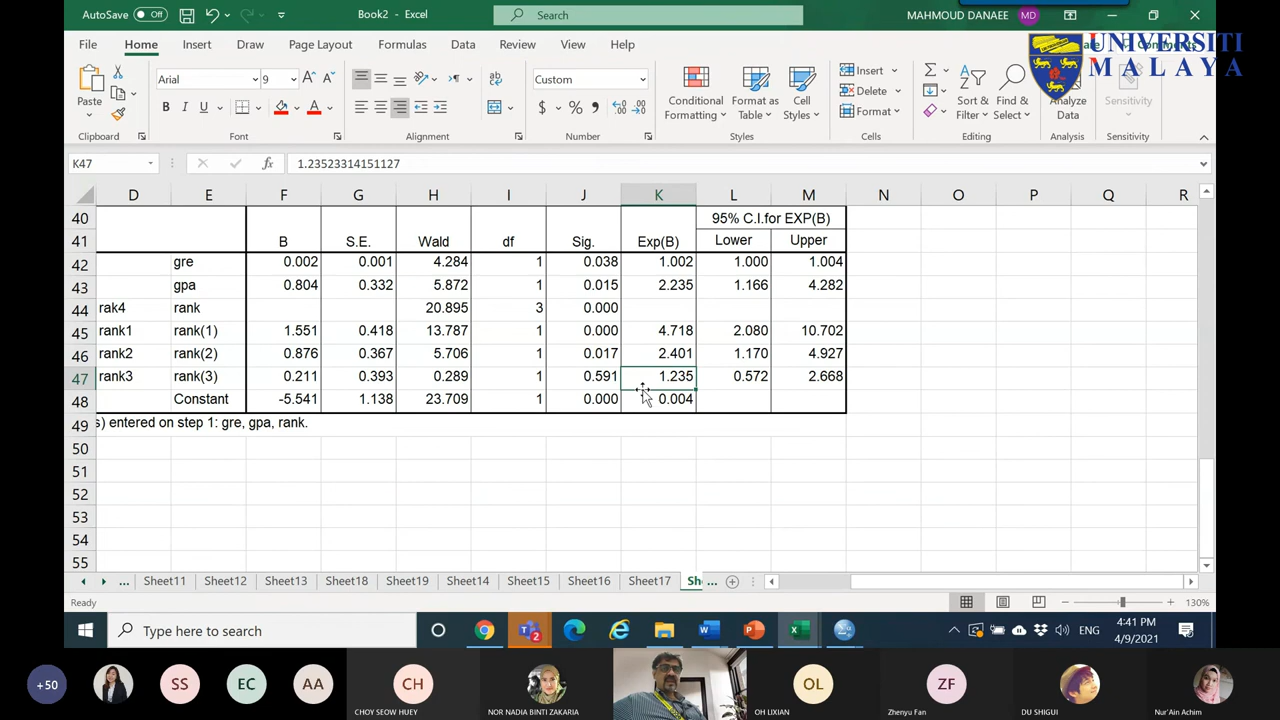 AutoSave Off Book2 - Excel Search MAHMOUD DANAEE MD
File Home Insert Draw Page Layout Formulas Data Review View Help
UNIVERSITI
MALAYA
Paste Arial 9 Custom Conditional Formatting Format as Table Cell Styles Insert Delete Format Sort & Filter Find & Select Analyze Data Sensitivity
Clipboard Font Alignment Number Styles Cells Editing Analysis Sensitivity
K47 fx 1.23523314151127
D E F G H I J K L M N O P Q R
40 95% C.I.for EXP(B)
41 B S.E. Wald df Sig. Exp(B) Lower Upper
42 gre 0.002 0.001 4.284 1 0.038 1.002 1.000 1.004
43 gpa 0.804 0.332 5.872 1 0.015 2.235 1.166 4.282
44 rak4 rank 20.895 3 0.000
45 rank1 rank(1) 1.551 0.418 13.787 1 0.000 4.718 2.080 10.702
46 rank2 rank(2) 0.876 0.367 5.706 1 0.017 2.401 1.170 4.927
47 rank3 rank(3) 0.211 0.393 0.289 1 0.591 1.235 0.572 2.668
48 Constant -5.541 1.138 23.709 1 0.000 0.004
49 s) entered on step 1: gre, gpa, rank.
50
51
52
53
54
55
... Sheet11 Sheet12 Sheet13 Sheet18 Sheet19 Sheet14 Sheet15 Sheet16 Sheet17 Sh ...
Ready 130%
Type here to search 2 ENG 4:41 PM
4/9/2021
+50 SS EC AA CH OL ZF
CHOY SEOW HUEY NOR NADIA BINTI ZAKARIA OH LIXIAN Zhenyu Fan DU SHIGUI Nur'Ain Achim